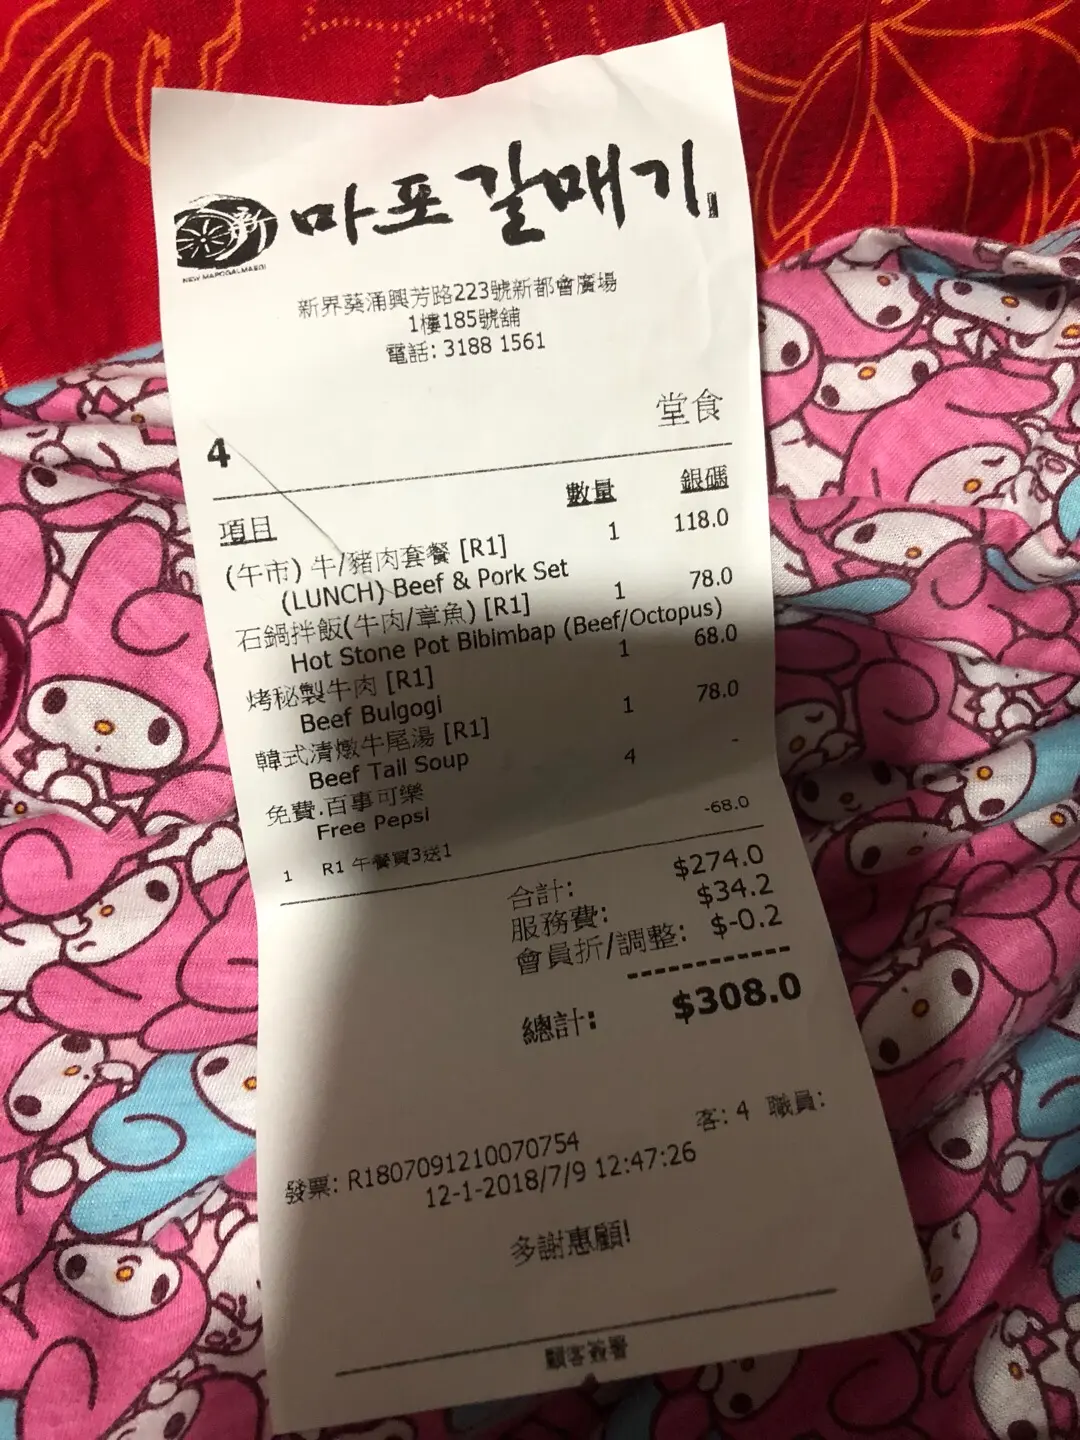 마포갈매기
NEW MAPOGALMAEGI
新界葵涌興芳路223號新都會廣場
1樓185號舖
電話: 3188 1561
堂食
4
項目 數量 銀碼
(午市) 牛/豬肉套餐 [R1] 1 118.0
(LUNCH) Beef & Pork Set
石鍋拌飯(牛肉/章魚) [R1] 1 78.0
Hot Stone Pot Bibimbap (Beef/Octopus)
烤秘製牛肉 [R1] 1 68.0
Beef Bulgogi
韓式清燉牛尾湯 [R1] 1 78.0
Beef Tail Soup
免費.百事可樂 4 -
Free Pepsi
1 R1 午餐買3送1 -68.0
合計: $274.0
服務費: $34.2
會員折/調整: $-0.2
總計: $308.0
客: 4 職員:
發票: R1807091210070754
12-1-2018/7/9 12:47:26
多謝惠顧!